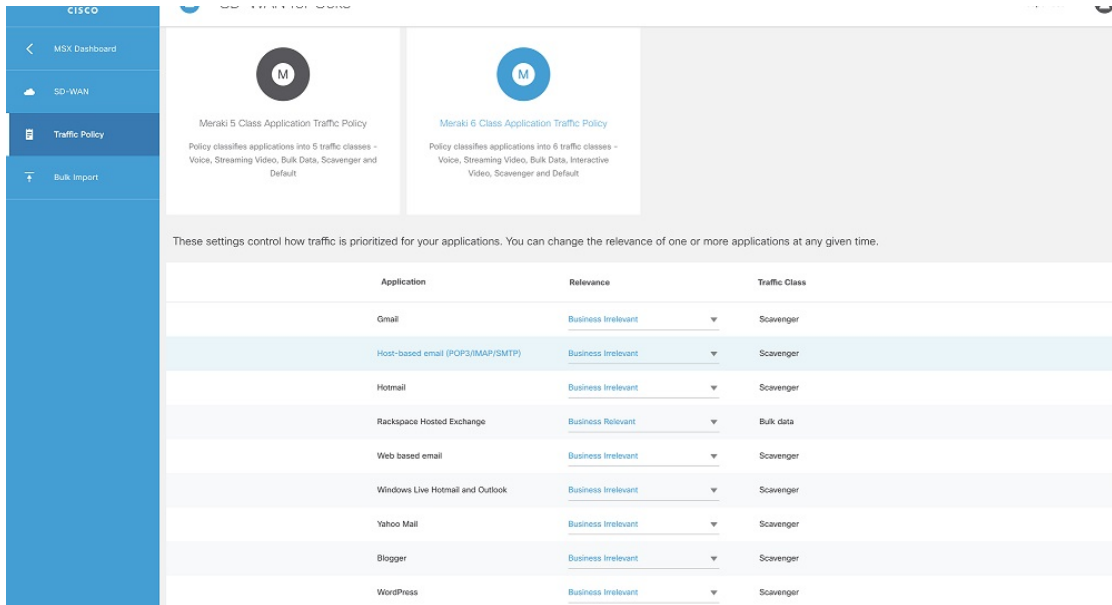 CISCO
MSX Dashboard
SD-WAN
Traffic Policy
Bulk Import
M
Meraki 5 Class Application Traffic Policy
Policy classifies applications into 5 traffic classes -
Voice, Streaming Video, Bulk Data, Scavenger and
Default
M
Meraki 6 Class Application Traffic Policy
Policy classifies applications into 6 traffic classes -
Voice, Streaming Video, Bulk Data, Interactive
Video, Scavenger and Default
These settings control how traffic is prioritized for your applications. You can change the relevance of one or more applications at any given time.
Application Relevance Traffic Class
Gmail Business Irrelevant Scavenger
Host-based email (POP3/IMAP/SMTP) Business Irrelevant Scavenger
Hotmail Business Irrelevant Scavenger
Rackspace Hosted Exchange Business Relevant Bulk data
Web based email Business Irrelevant Scavenger
Windows Live Hotmail and Outlook Business Irrelevant Scavenger
Yahoo Mail Business Irrelevant Scavenger
Blogger Business Irrelevant Scavenger
WordPress Business Irrelevant Scavenger